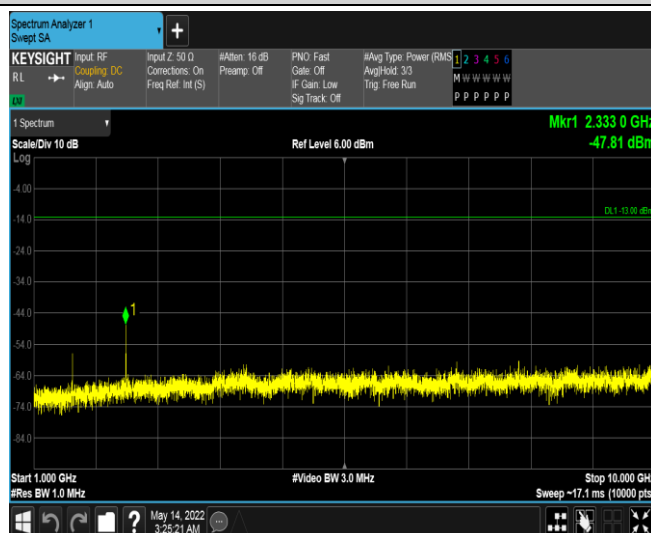 Spectrum Analyzer 1
Swept SA
+
KEYSIGHT
RL
LXI
Input: RF
Coupling: DC
Align: Auto
Input Z: 50 Ω
Corrections: On
Freq Ref: Int (S)
#Atten: 16 dB
Preamp: Off
PNO: Fast
Gate: Off
IF Gain: Low
Sig Track: Off
#Avg Type: Power (RMS
Avg|Hold: 3/3
Trig: Free Run
1 2 3 4 5 6
M W W W W W
P P P P P P
1 Spectrum
Mkr1 2.333 0 GHz
-47.81 dBm
Scale/Div 10 dB
Ref Level 6.00 dBm
Log
DL1 -13.00 dBm
1
-4.00
-14.0
-24.0
-34.0
-44.0
-54.0
-64.0
-74.0
-84.0
Start 1.000 GHz
#Video BW 3.0 MHz
Stop 10.000 GHz
#Res BW 1.0 MHz
Sweep ~17.1 ms (10000 pts
?
May 14, 2022
3:25:21 AM